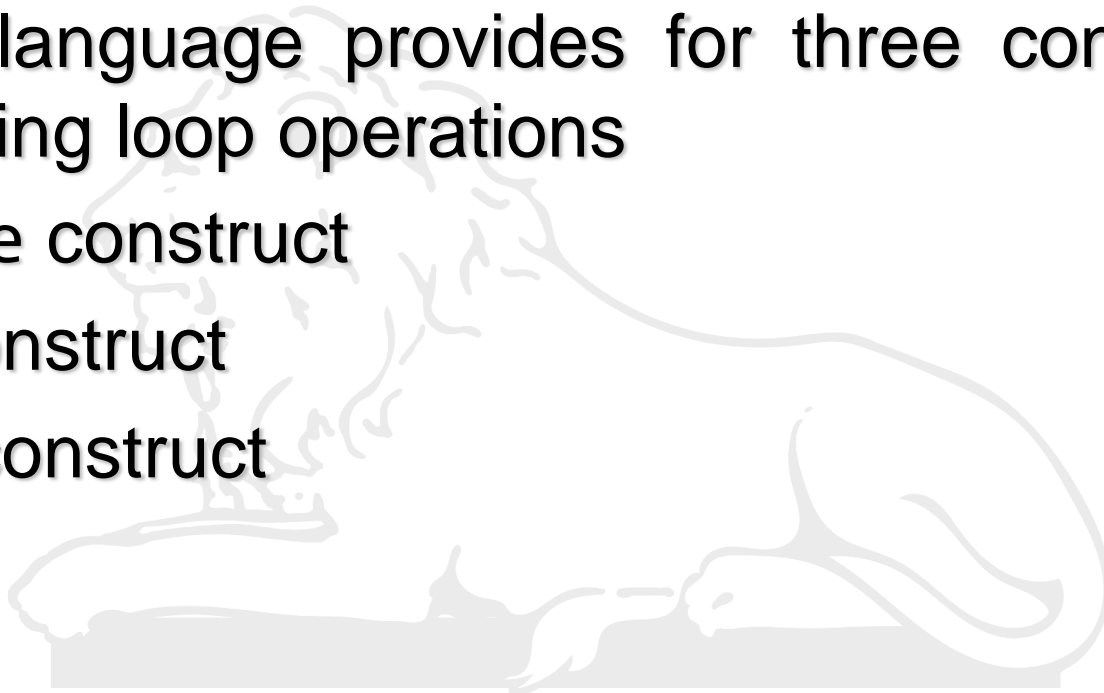 language provides for three con
ing loop operations
e construct
nstruct
onstruct